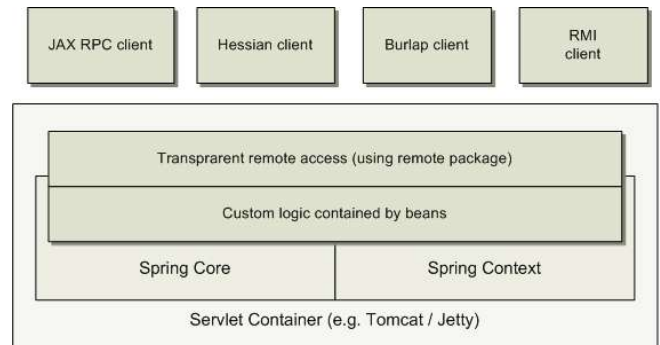 JAX RPC client
Hessian client
Burlap client
RMI
client
Transprarent remote access (using remote package)
Custom logic contained by beans
Spring Core
Spring Context
Servlet Container (e.g. Tomcat / Jetty)